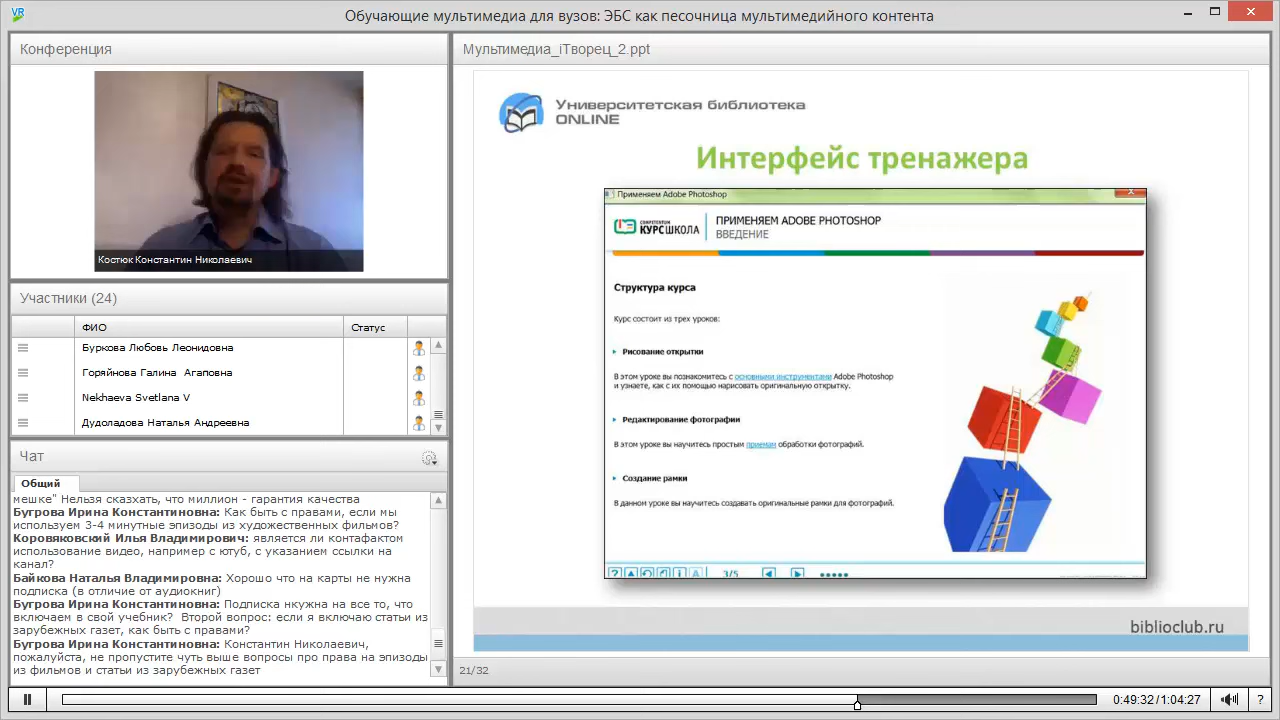 VR
Обучающие мультимедиа для вузов: ЭБС как песочница мультимедийного контента
Конференция
Костюк Константин Николаевич
Участники (24)
ФИО
Статус
Буркова Любовь Леонидовна
Горяйнова Галина Агаповна
Nekhaeva Svetlana V
Дудоладова Наталья Андреевна
Чат
Общий
мешке" Нельзя сказхать, что миллион - гарантия качества
Бугрова Ирина Константиновна: Как быть с правами, если мы
используем 3-4 минутные эпизоды из художественных фильмов?
Коровяковский Илья Владимирович: является ли контафактом
использование видео, например с ютуб, с указанием ссылки на
канал?
Байкова Наталья Владимировна: Хорошо что на карты не нужна
подписка (в отличие от аудиокниг)
Бугрова Ирина Константиновна: Подписка нкужна на все то, что
включаем в свой учебник? Второй вопрос: если я включаю статьи из
зарубежных газет, как быть с правами?
Бугрова Ирина Константиновна: Константин Николаевич,
пожалуйста, не пропустите чуть выше вопросы про права на эпизоды
из фильмов и статьи из зарубежных газет
Мультимедиа_iТворец_2.ppt
Университетская библиотека
ONLINE
Интерфейс тренажера
Применяем Adobe Photoshop
COMPETENTUM
КУРСШКОЛА
ПРИМЕНЯЕМ ADOBE PHOTOSHOP
ВВЕДЕНИЕ
Структура курса
Курс состоит из трех уроков:
Рисование открытки
В этом уроке вы познакомитесь с основными инструментами Adobe Photoshop
и узнаете, как с их помощью нарисовать оригинальную открытку.
Редактирование фотографии
В этом уроке вы научитесь простым приемам обработки фотографий.
Создание рамки
В данном уроке вы научитесь создавать оригинальные рамки для фотографий.
3/5
biblioclub.ru
21/32
0:49:32/1:04:27
?